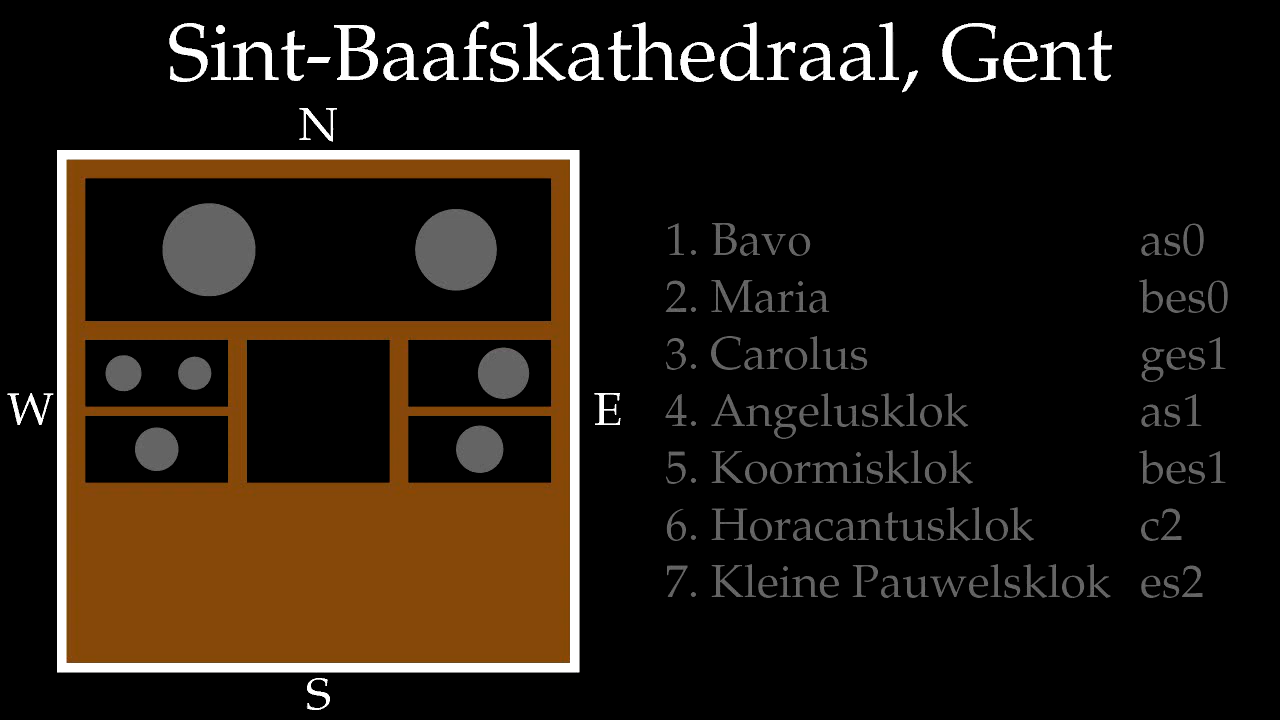 Sint-Baafskathedraal, Gent
N
W
E
S
1. Bavo as0
2. Maria bes0
3. Carolus ges1
4. Angelusklok as1
5. Koormisklok bes1
6. Horacantusklok c2
7. Kleine Pauwelsklok es2